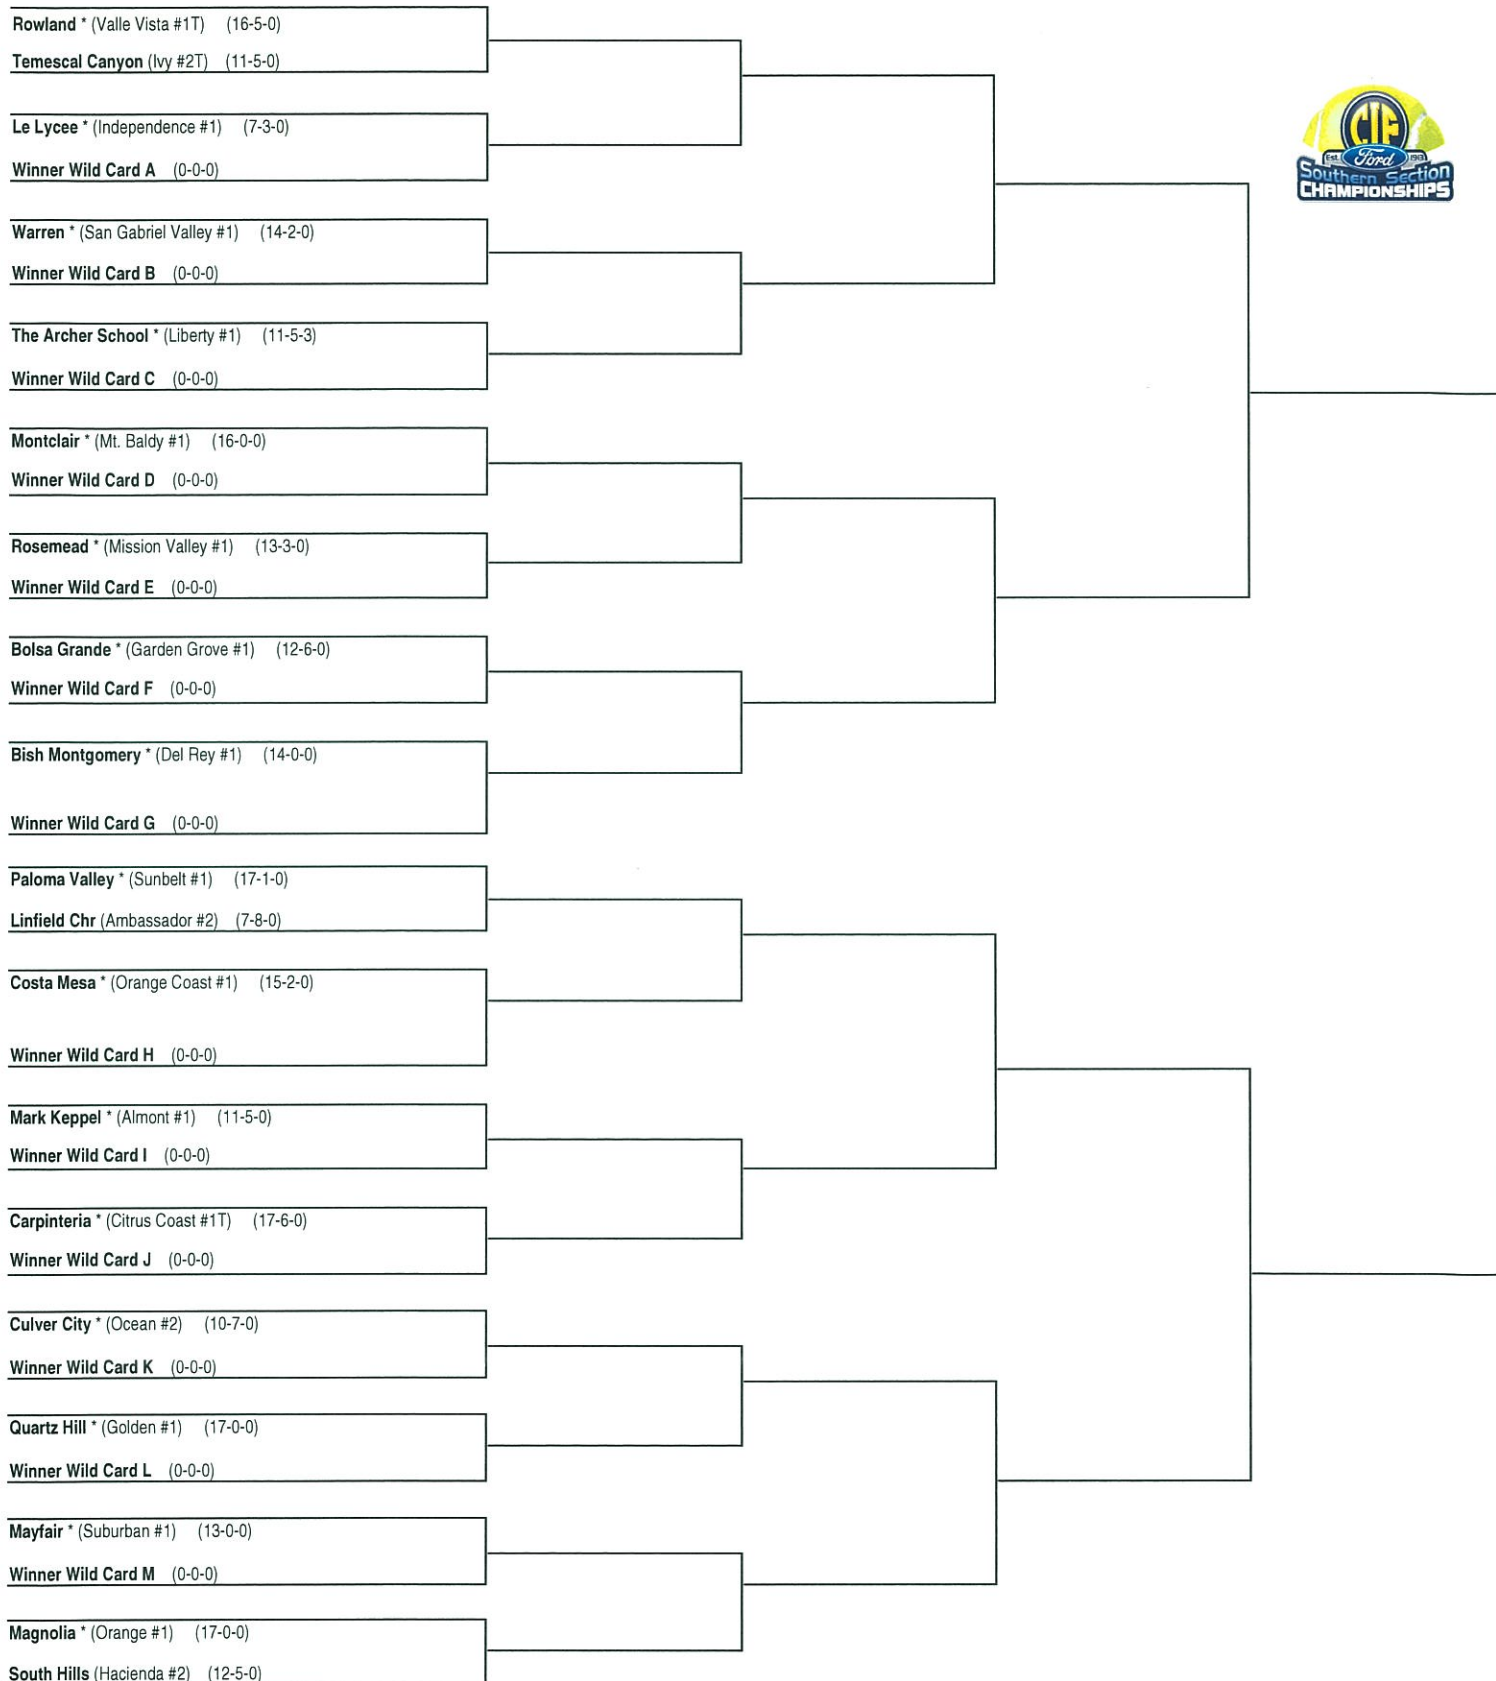 Rowland * (Valle Vista #1T) (16-5-0)
Temescal Canyon (Ivy #2T) (11-5-0)
Le Lycee * (Independence #1) (7-3-0)
Winner Wild Card A (0-0-0)
Warren * (San Gabriel Valley #1) (14-2-0)
Winner Wild Card B (0-0-0)
The Archer School * (Liberty #1) (11-5-3)
Winner Wild Card C (0-0-0)
Montclair * (Mt. Baldy #1) (16-0-0)
Winner Wild Card D (0-0-0)
Rosemead * (Mission Valley #1) (13-3-0)
Winner Wild Card E (0-0-0)
Bolsa Grande * (Garden Grove #1) (12-6-0)
Winner Wild Card F (0-0-0)
Bish Montgomery * (Del Rey #1) (14-0-0)
Winner Wild Card G (0-0-0)
Paloma Valley * (Sunbelt #1) (17-1-0)
Linfield Chr (Ambassador #2) (7-8-0)
Costa Mesa * (Orange Coast #1) (15-2-0)
Winner Wild Card H (0-0-0)
Mark Keppel * (Almont #1) (11-5-0)
Winner Wild Card I (0-0-0)
Carpinteria * (Citrus Coast #1T) (17-6-0)
Winner Wild Card J (0-0-0)
Culver City * (Ocean #2) (10-7-0)
Winner Wild Card K (0-0-0)
Quartz Hill * (Golden #1) (17-0-0)
Winner Wild Card L (0-0-0)
Mayfair * (Suburban #1) (13-0-0)
Winner Wild Card M (0-0-0)
Magnolia * (Orange #1) (17-0-0)
South Hills (Hacienda #2) (12-5-0)
CIF
Est. Ford 1913
Southern Section
CHAMPIONSHIPS